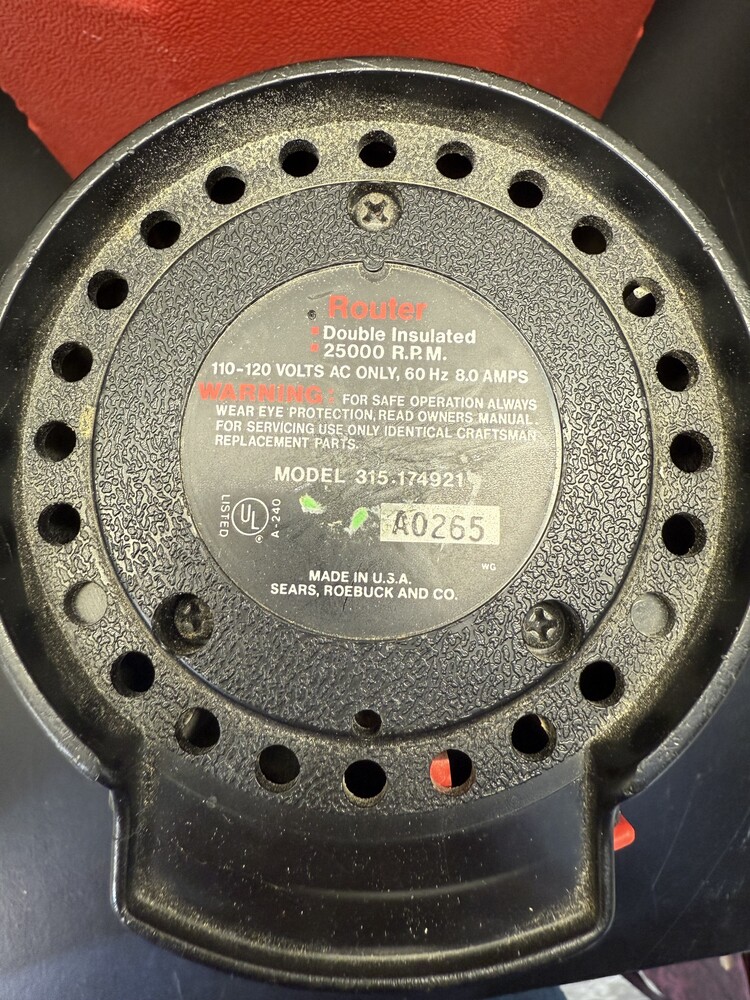 Router
• Double Insulated
• 25000 R.P.M.
110-120 VOLTS AC ONLY, 60 Hz 8.0 AMPS
WARNING: FOR SAFE OPERATION ALWAYS
WEAR EYE PROTECTION, READ OWNERS MANUAL.
FOR SERVICING USE ONLY IDENTICAL CRAFTSMAN
REPLACEMENT PARTS.
MODEL 315.174921
LISTED UL ® A-240
A0265
WG
MADE IN U.S.A.
SEARS, ROEBUCK AND CO.